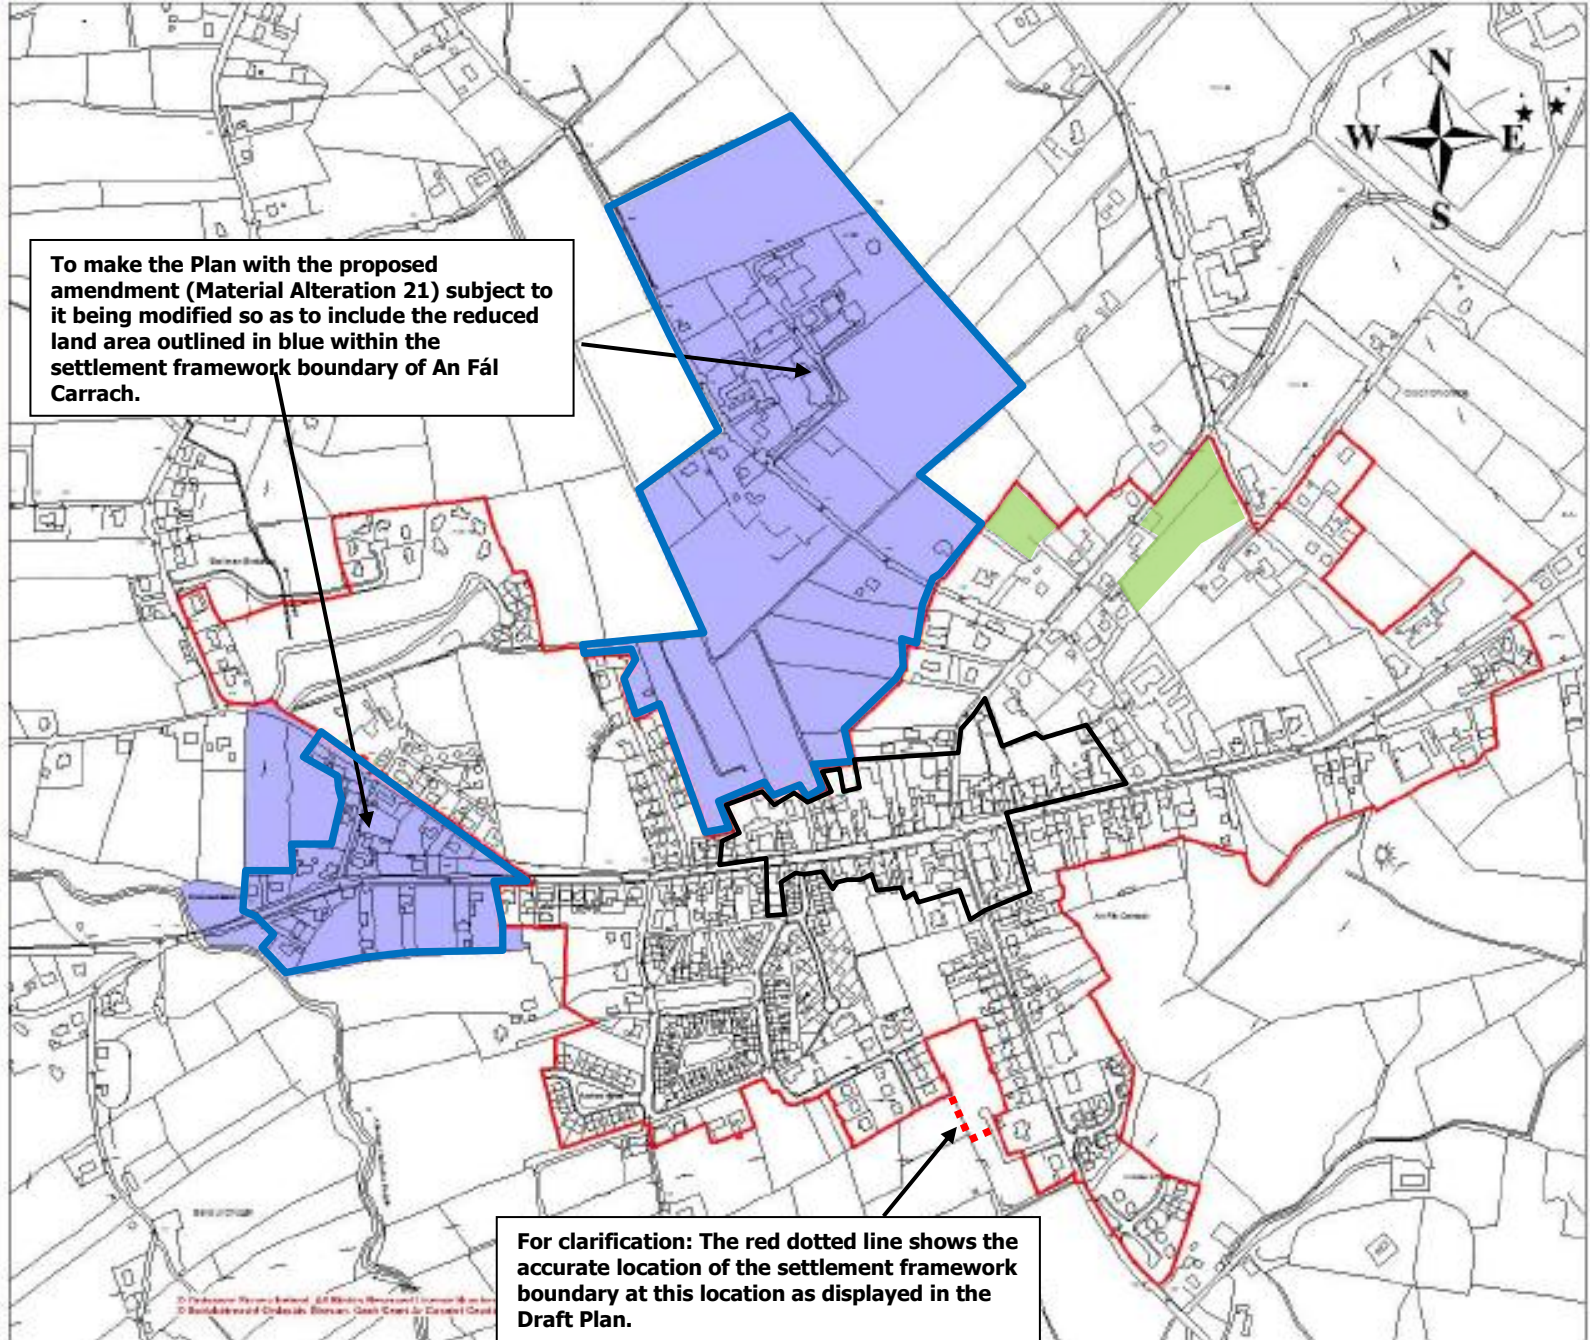 N
W
E
S
To make the Plan with the proposed
amendment (Material Alteration 21) subject to
it being modified so as to include the reduced
land area outlined in blue within the
settlement framework boundary of An Fál
Carrach.
For clarification: The red dotted line shows the
accurate location of the settlement framework
boundary at this location as displayed in the
Draft Plan.